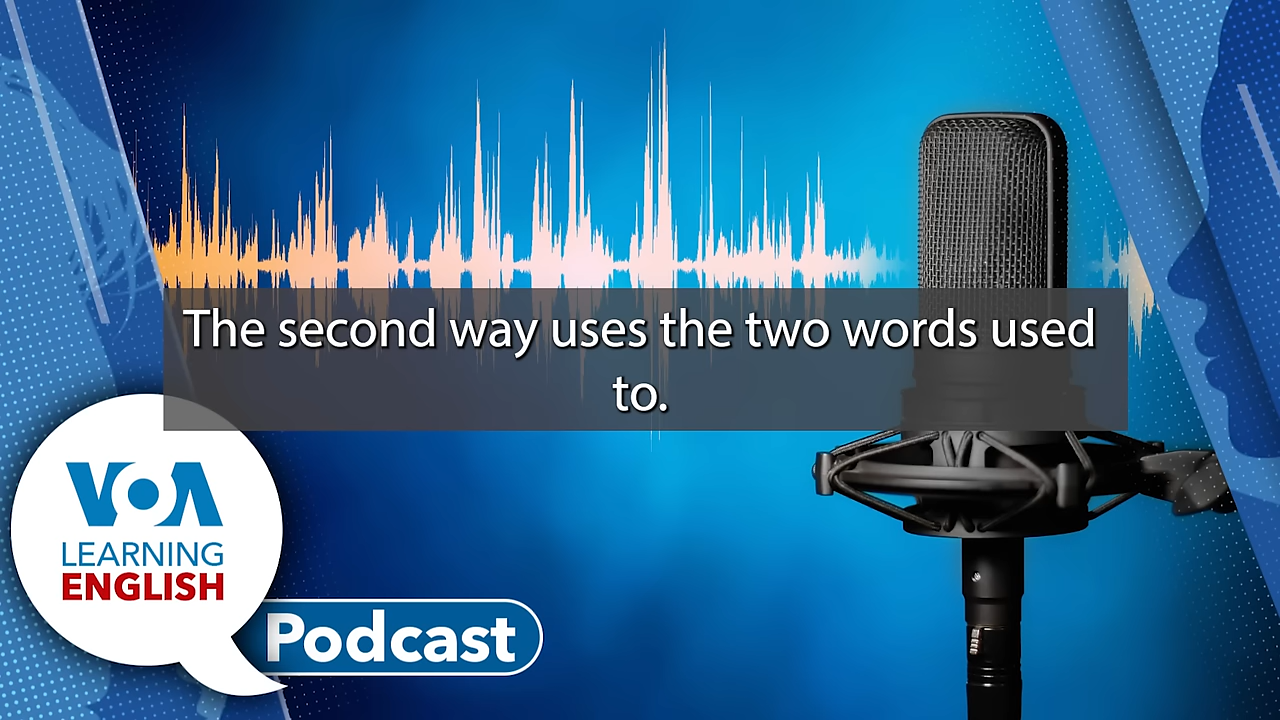 The second way uses the two words used
to.
VOA
LEARNING
ENGLISH
Podcast